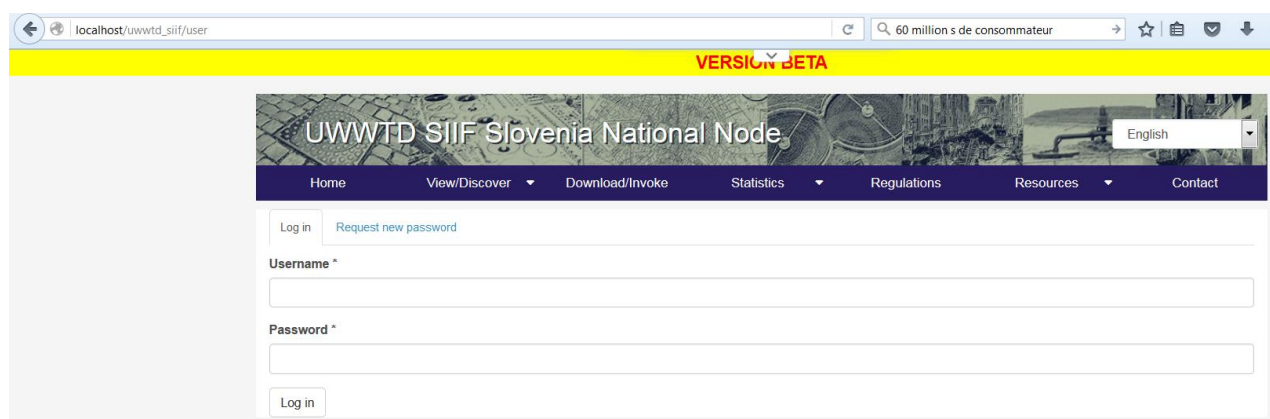 localhost/uwwtd_siif/user 60 million s de consommateur
VERSION BETA
UWWTD SIIF Slovenia National Node
English
Home View/Discover Download/Invoke Statistics Regulations Resources Contact
Log in Request new password
Username *
Password *
Log in